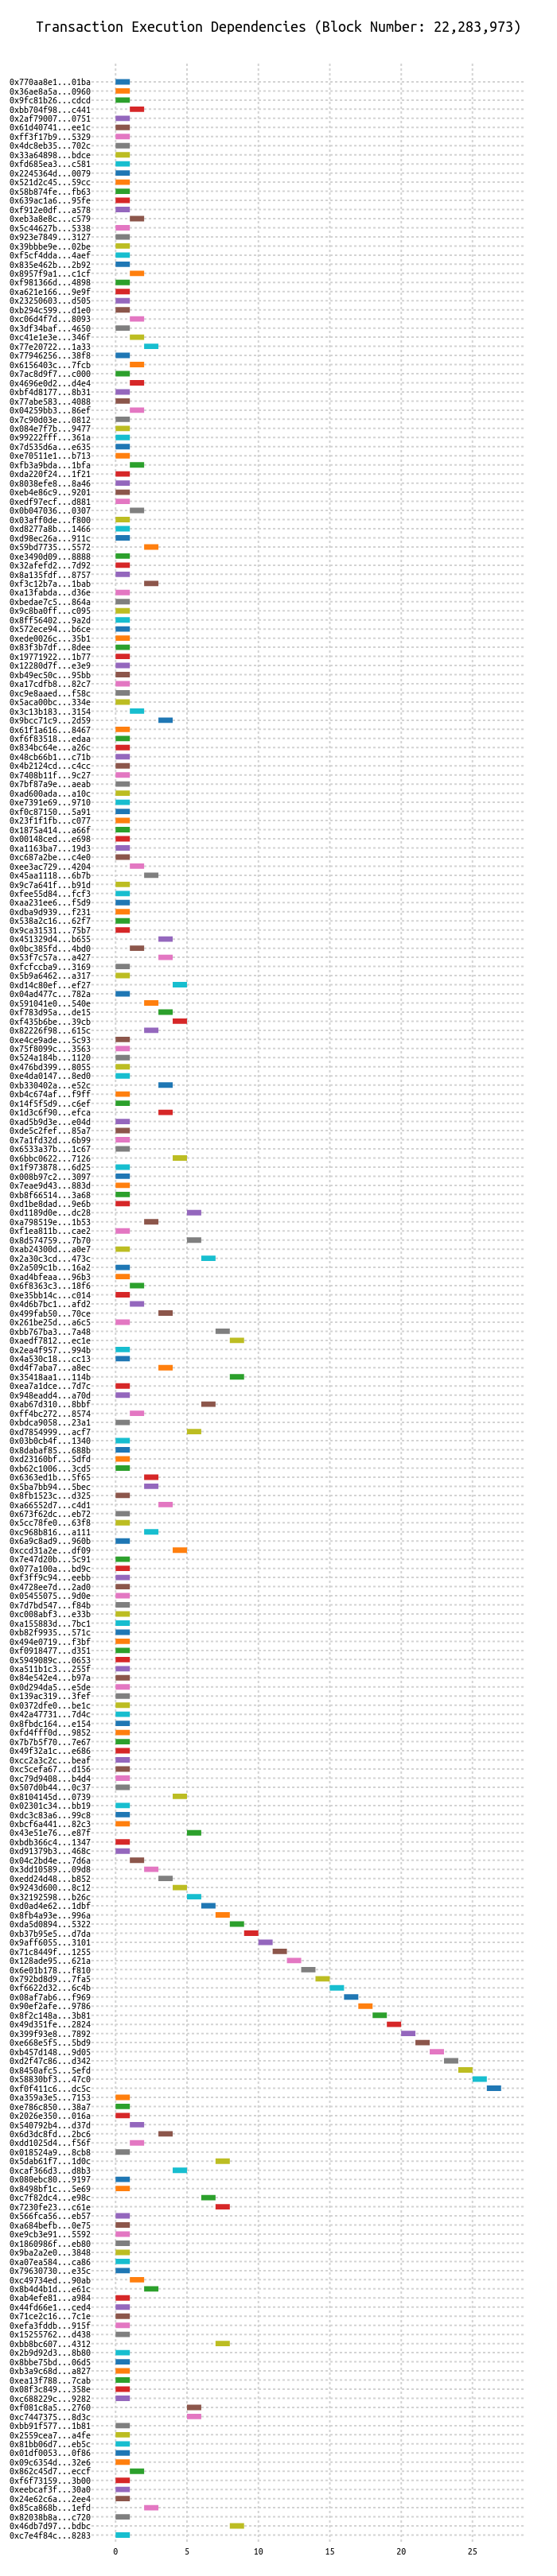 Transaction Execution Dependencies (Block Number: 22,283,973)
0x770aa8e1...01ba
0x36ae8a5a...0960
0x9fc81b26...cdcd
0xbb704f98...c441
0x2af79007...0751
0x61d40741...ee1c
0xff3f17b9...5329
0x4dc8eb35...702c
0x33a64898...bdce
0xfd685ea3...c581
0x2245364d...0079
0x521d2c45...59cc
0x58b874fe...fb63
0x639ac1a6...95fe
0xf912e0df...a578
0xeb3a8e8c...c579
0x5c44627b...5338
0x923e7849...3127
0x39bbbe9e...02be
0xf5cf4dda...4aef
0x835e462b...2b92
0x8957f9a1...c1cf
0xf981366d...4898
0xa621e166...9e9f
0x23250603...d505
0xb294c599...d1e0
0xc06d4f7d...8093
0x3df34baf...4650
0xc41e1e3e...346f
0x77e20722...1a33
0x77946256...38f8
0x6156403c...7fcb
0x7ac8d9f7...c000
0x4696e0d2...d4e4
0xbf4d8177...8b31
0x77abe583...4088
0x04259bb3...86ef
0x7c90d03e...0812
0x084e7f7b...9477
0x99222fff...361a
0x7d535d6a...e635
0xe70511e1...b713
0xfb3a9bda...1bfa
0xda220f24...1f21
0x8038efe8...8a46
0xeb4e86c9...9201
0xedf97ecf...d881
0x0b047036...0307
0x03aff0de...f800
0xd8277a8b...1466
0xd98ec26a...911c
0x59bd7735...5572
0xe3490d09...8888
0x32afefd2...7d92
0x8a135fdf...8757
0xf3c12b7a...1bab
0xa13fabda...d36e
0xbedae7c5...864a
0x9c8ba0ff...c095
0x8ff56402...9a2d
0x572ece94...b6ce
0xede0026c...35b1
0x83f3b7df...8dee
0x19771922...1b77
0x12280d7f...e3e9
0xb49ec50c...95bb
0xa17cdfb8...82c7
0xc9e8aaed...f58c
0x5aca00bc...334e
0x3c13b183...3154
0x9bcc71c9...2d59
0x61f1a616...8467
0xf6f83518...edaa
0x834bc64e...a26c
0x48cb66b1...c71b
0x4b2124cd...c4cc
0x7408b11f...9c27
0x7bf87a9e...aeab
0xad600ada...a10c
0xe7391e69...9710
0xf0c87150...5a91
0x23f1f1fb...c077
0x1875a414...a66f
0x00148ced...e698
0xa1163ba7...19d3
0xc687a2be...c4e0
0xee3ac729...4204
0x45aa1118...6b7b
0x9c7a641f...b91d
0xfee55d84...fcf3
0xaa231ee6...f5d9
0xdba9d939...f231
0x538a2c16...62f7
0x9ca31531...75b7
0x451329d4...b655
0x0bc385fd...4bd0
0x53f7c57a...a427
0xfcfccba9...3169
0x5b9a6462...a317
0xd14c80ef...ef27
0x04ad477c...782a
0x591041e0...540e
0xf783d95a...de15
0xf435b6be...39cb
0x82226f98...615c
0xe4ce9ade...5c93
0x75f8099c...3563
0x524a184b...1120
0x476bd399...8055
0xe4da0147...8ed0
0xb330402a...e52c
0xb4c674af...f9ff
0x14f5f5d9...c6ef
0x1d3c6f90...efca
0xad5b9d3e...e04d
0xde5c2fef...85a7
0x7a1fd32d...6b99
0x6533a37b...1c67
0x6bbc0622...7126
0x1f973878...6d25
0x008b97c2...3097
0x7eae9d43...883d
0xb8f66514...3a68
0xd1be8dad...9e6b
0xd1189d0e...dc28
0xa798519e...1b53
0xf1ea811b...cae2
0x8d574759...7b70
0xab24300d...a0e7
0x2a30c3cd...473c
0x2a509c1b...16a2
0xad4bfeaa...96b3
0x6f8363c3...18f6
0xe35bb14c...c014
0x4d6b7bc1...afd2
0x499fab50...70ce
0x261be25d...a6c5
0xbb767ba3...7a48
0xaedf7812...ec1e
0x2ea4f957...994b
0x4a530c18...cc13
0xd4f7aba7...a8ec
0x35418aa1...114b
0xea7a1dce...7d7c
0x948eadd4...a70d
0xab67d310...8bbf
0xff4bc272...8574
0xbdca9058...23a1
0xd7854999...acf7
0x03b0cb4f...1340
0x8dabaf85...688b
0xd23160bf...5dfd
0xb62c1006...3cd5
0x6363ed1b...5f65
0x5ba7bb94...5bec
0x8fb1523c...d325
0xa66552d7...c4d1
0x673f62dc...eb72
0x5cc78fe0...63f8
0xc968b816...a111
0x6a9c8ad9...960b
0xccd31a2e...df09
0x7e47d20b...5c91
0x077a100a...bd9c
0xf3ff9c94...eebb
0x4728ee7d...2ad0
0x05455075...9d0e
0x7d7bd547...f84b
0xc008abf3...e33b
0xa155883d...7bc1
0xb82f9935...571c
0x494e0719...f3bf
0xf0918477...d351
0x5949089c...0653
0xa511b1c3...255f
0x84e542e4...b97a
0x0d294da5...e5de
0x139ac319...3fef
0x0372dfe0...be1c
0x42a47731...7d4c
0x8fbdc164...e154
0xfd4fff0d...9852
0x7b7b5f70...7e67
0x49f32a1c...e686
0xcc2a3c2c...beaf
0xc5cefa67...d156
0xc79d9408...b4d4
0x507d0b44...0c37
0x8104145d...0739
0x02301c34...bb19
0xdc3c83a6...99c8
0xbcf6a441...82c3
0x43e51e76...e87f
0xbdb366c4...1347
0xd91379b3...468c
0x04c2bd4e...7d6a
0x3dd10589...09d8
0xedd24d48...b852
0x9243d600...8c12
0x32192598...b26c
0xd0ad4e62...1dbf
0x8fb4a93e...996a
0xda5d0894...5322
0xb37b95e5...d7da
0x9aff6055...3101
0x71c8449f...1255
0x128ade95...621a
0x6e01b178...f810
0x792bd8d9...7fa5
0xf6622d32...6c4b
0x08af7ab6...f969
0x90ef2afe...9786
0x8f2c148a...3b81
0x49d351fe...2824
0x399f93e8...7892
0xe668e5f5...5bd9
0xb457d148...9d05
0xd2f47c86...d342
0x8450afc5...5efd
0x58830bf3...47c0
0xf0f411c6...dc5c
0xa359a3e5...7153
0xe786c850...38a7
0x2026e350...016a
0x540792b4...d37d
0x6d3dc8fd...2bc6
0xdd1025d4...f56f
0x018524a9...8cb8
0x5dab61f7...1d0c
0xcaf366d3...d8b3
0x080ebc80...9197
0x8498bf1c...5e69
0xc7f82dc4...e98c
0x7230fe23...c61e
0x566fca56...eb57
0xa684befb...0e75
0xe9cb3e91...5592
0x1860986f...eb80
0x9ba2a2e0...3848
0xa07ea584...ca86
0x79630730...e35c
0xc49734ed...90ab
0x8b4d4b1d...e61c
0xab4efe81...a984
0x44fd66e1...ced4
0x71ce2c16...7c1e
0xefa3fddb...915f
0x15255762...d438
0xbb8bc607...4312
0x2b9d92d3...8b80
0x8bbe75bd...06d5
0xb3a9c68d...a827
0xea13f788...7cab
0x08f3c849...358e
0xc688229c...9282
0xf081c8a5...2760
0xc7447375...8d3c
0xbb91f577...1b81
0x2559cea7...a4fe
0x81bb06d7...eb5c
0x01df0053...0f86
0x09c6354d...32e6
0x862c45d7...eccf
0xf6f73159...3b00
0xeebcaf3f...30a0
0x24e62c6a...2ee4
0x85ca868b...1efd
0x82038b8a...c720
0x46db7d97...bdbc
0xc7e4f84c...8283
0 5 10 15 20 25